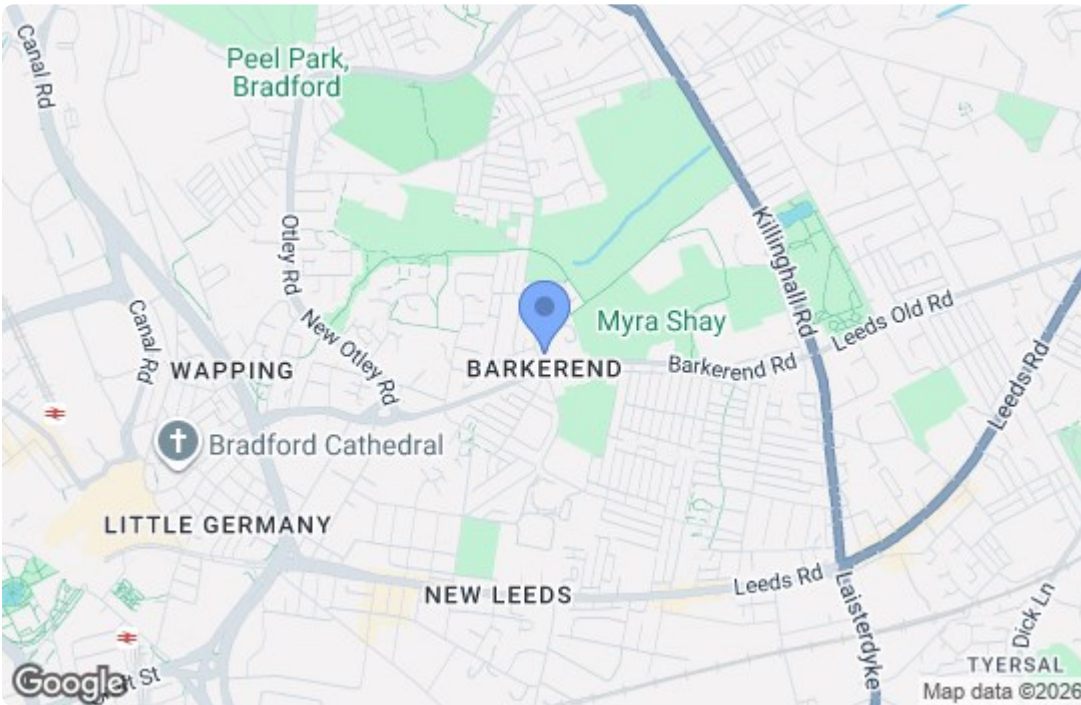 Canal Rd
Peel Park,
Bradford
Otley Rd
Killinghall Rd
Canal Rd
New Otley Rd
Myra Shay
Leeds Old Rd
WAPPING
BARKEREND
Barkerend Rd
Leeds Rd
Bradford Cathedral
LITTLE GERMANY
NEW LEEDS
Leeds Rd
Laisterdyke
Dick Ln
TYERSAL
Google
St
Map data ©2026